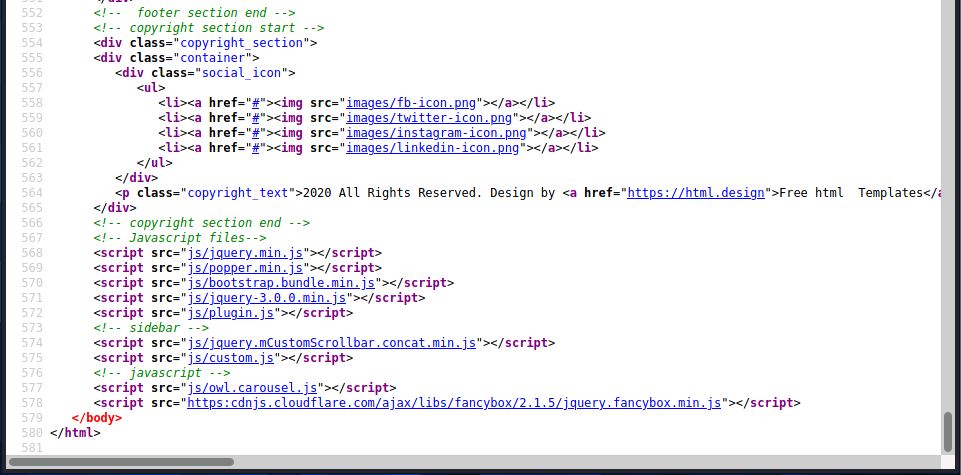 551 </div>
552 <!--  footer section end -->
553 <!-- copyright section start -->
554 <div class="copyright_section">
555 <div class="container">
556 <div class="social_icon">
557 <ul>
558 <li><a href="#"><img src="images/fb-icon.png"></a></li>
559 <li><a href="#"><img src="images/twitter-icon.png"></a></li>
560 <li><a href="#"><img src="images/instagram-icon.png"></a></li>
561 <li><a href="#"><img src="images/linkedin-icon.png"></a></li>
562 </ul>
563 </div>
564 <p class="copyright_text">2020 All Rights Reserved. Design by <a href="https://html.design">Free html  Templates</a
565 </div>
566 <!-- copyright section end -->
567 <!-- Javascript files-->
568 <script src="js/jquery.min.js"></script>
569 <script src="js/popper.min.js"></script>
570 <script src="js/bootstrap.bundle.min.js"></script>
571 <script src="js/jquery-3.0.0.min.js"></script>
572 <script src="js/plugin.js"></script>
573 <!-- sidebar -->
574 <script src="js/jquery.mCustomScrollbar.concat.min.js"></script>
575 <script src="js/custom.js"></script>
576 <!-- javascript -->
577 <script src="js/owl.carousel.js"></script>
578 <script src="https:cdnjs.cloudflare.com/ajax/libs/fancybox/2.1.5/jquery.fancybox.min.js"></script>
579 </body>
580 </html>
581